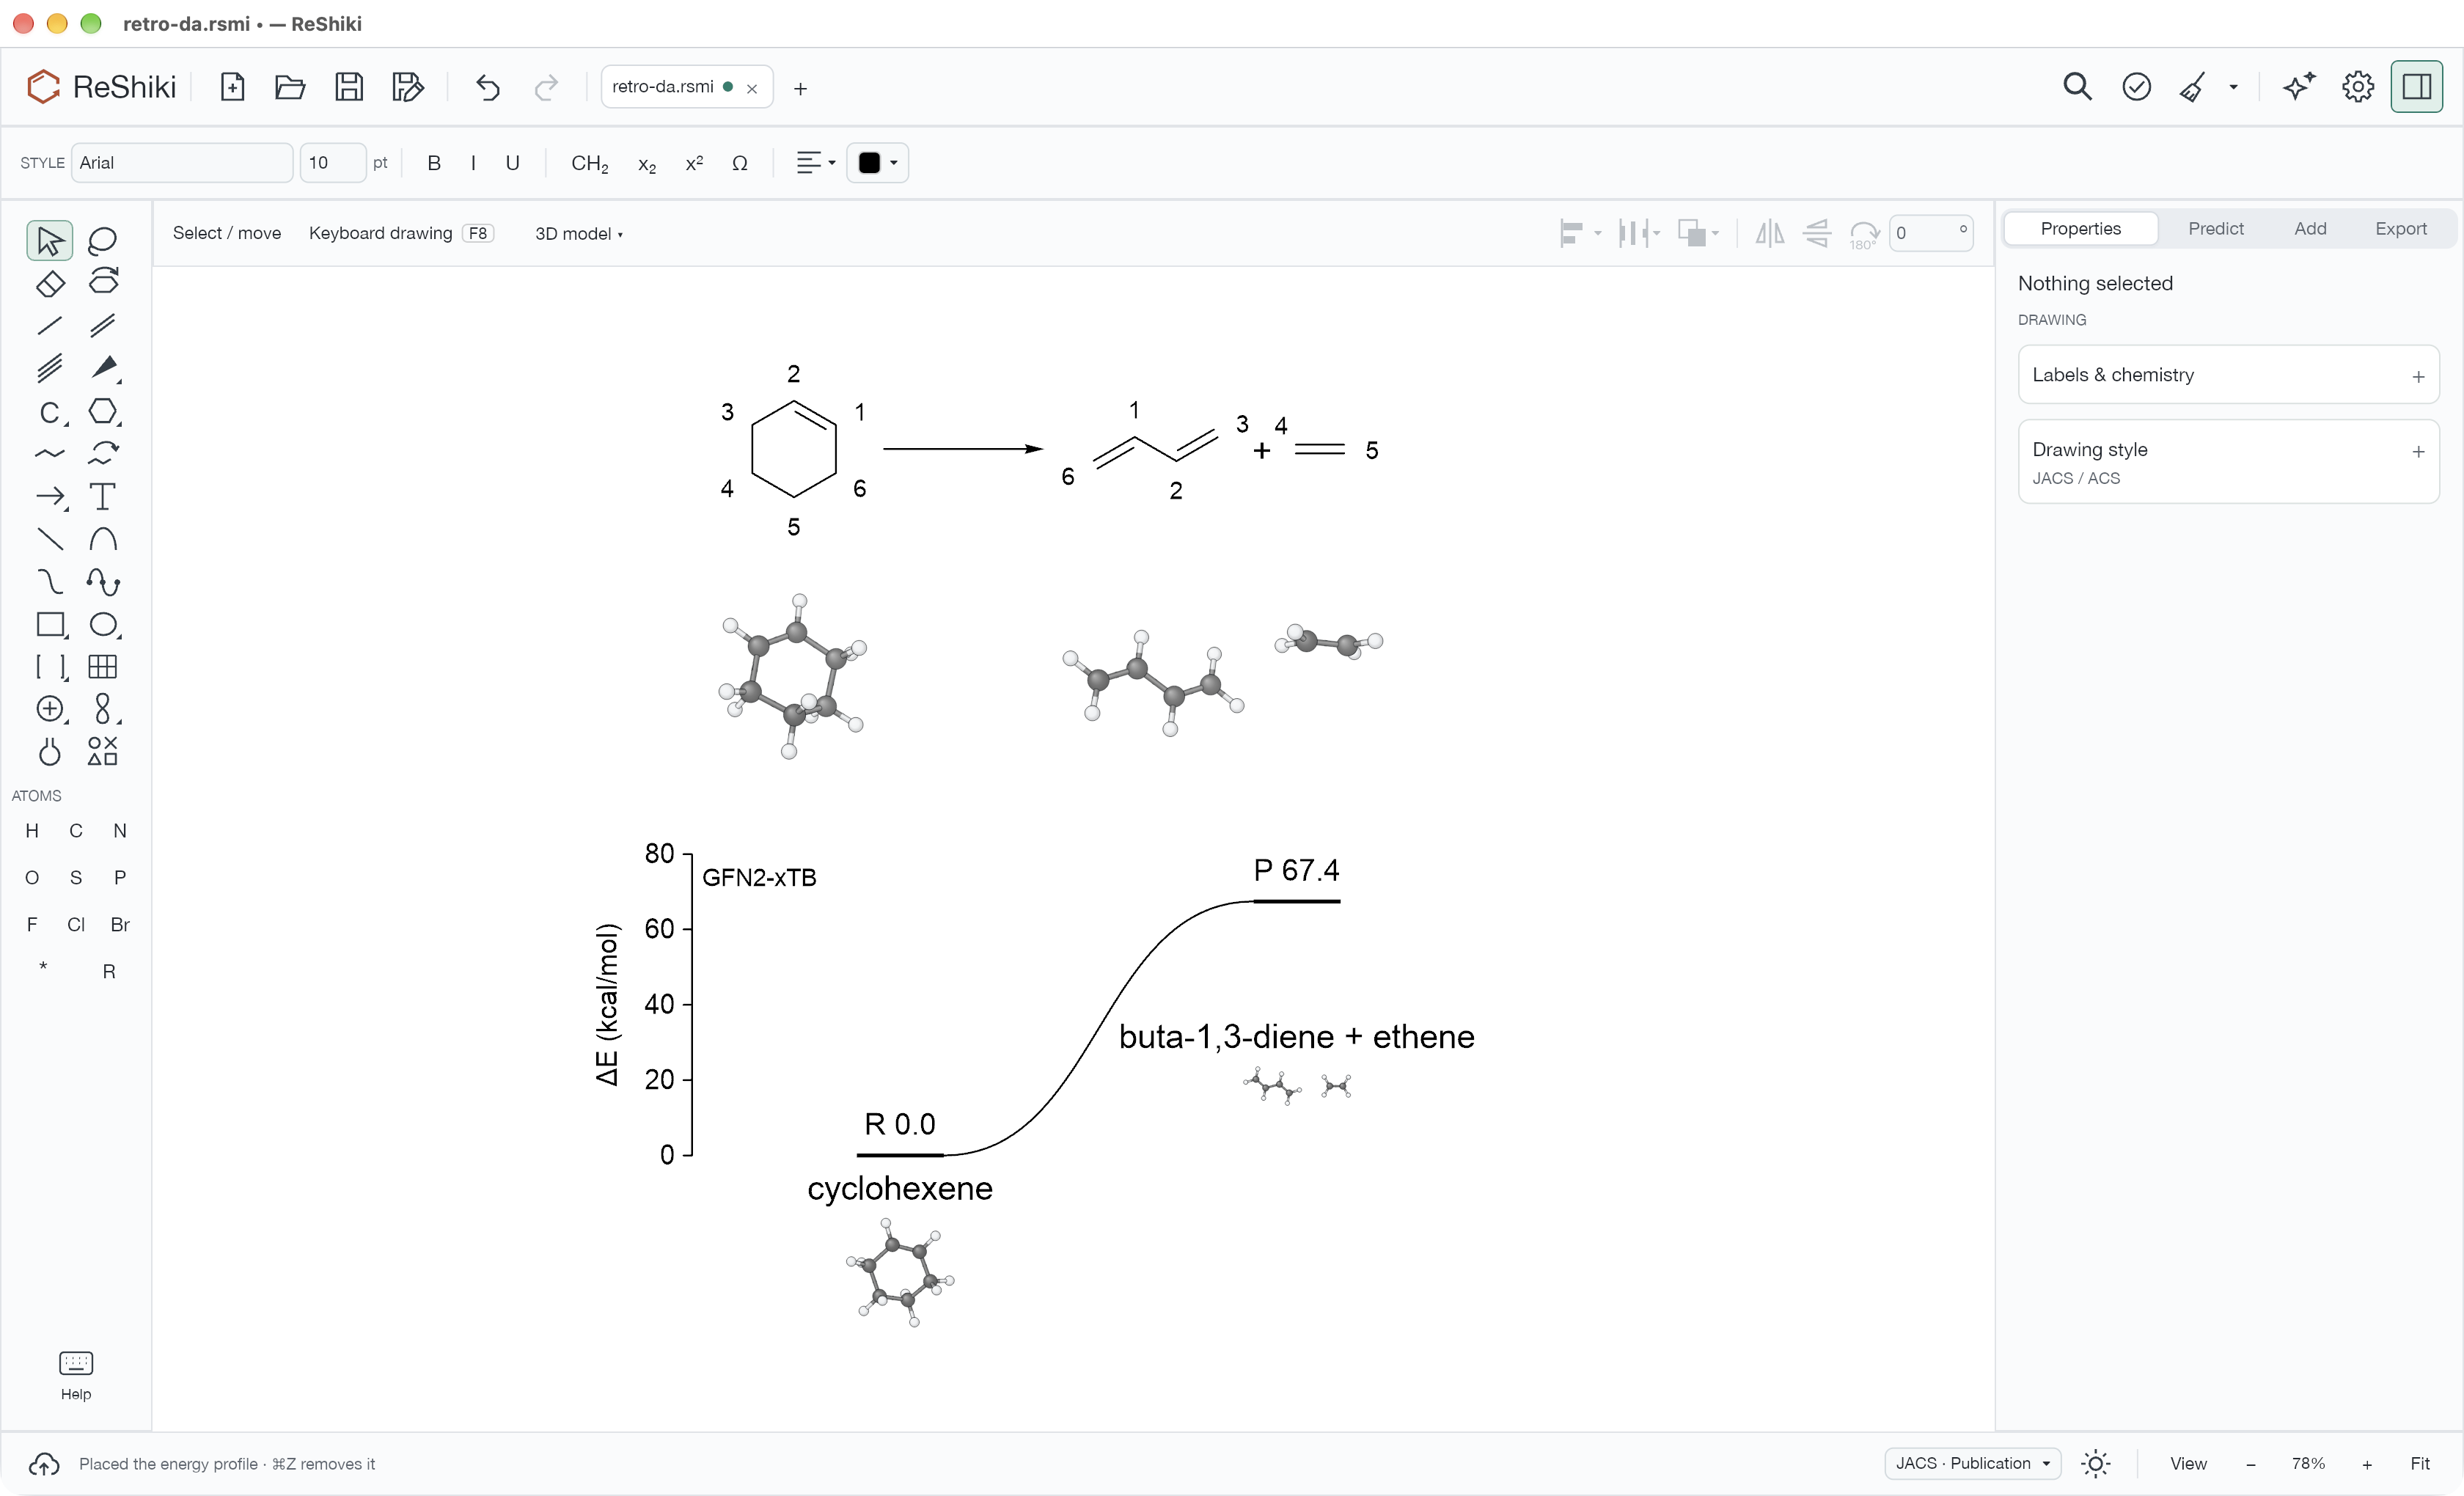 retro-da.rsmi • — ReShiki
ReShiki
retro-da.rsmi
STYLE Arial 10 pt B I U CH₂ x₂ x² Ω
Select / move Keyboard drawing F8 3D model
180° 0 °
Properties Predict Add Export
Nothing selected
DRAWING
Labels & chemistry +
Drawing style +
JACS / ACS
C
T
ATOMS
H C N
O S P
F Cl Br
* R
Help
2
3 1
4 6
5
1 3 4
+ 5
6 2
80
GFN2-xTB
P 67.4
60
ΔE (kcal/mol)
40
buta-1,3-diene + ethene
20
R 0.0
0
cyclohexene
Placed the energy profile · ⌘Z removes it
JACS · Publication View − 78% + Fit